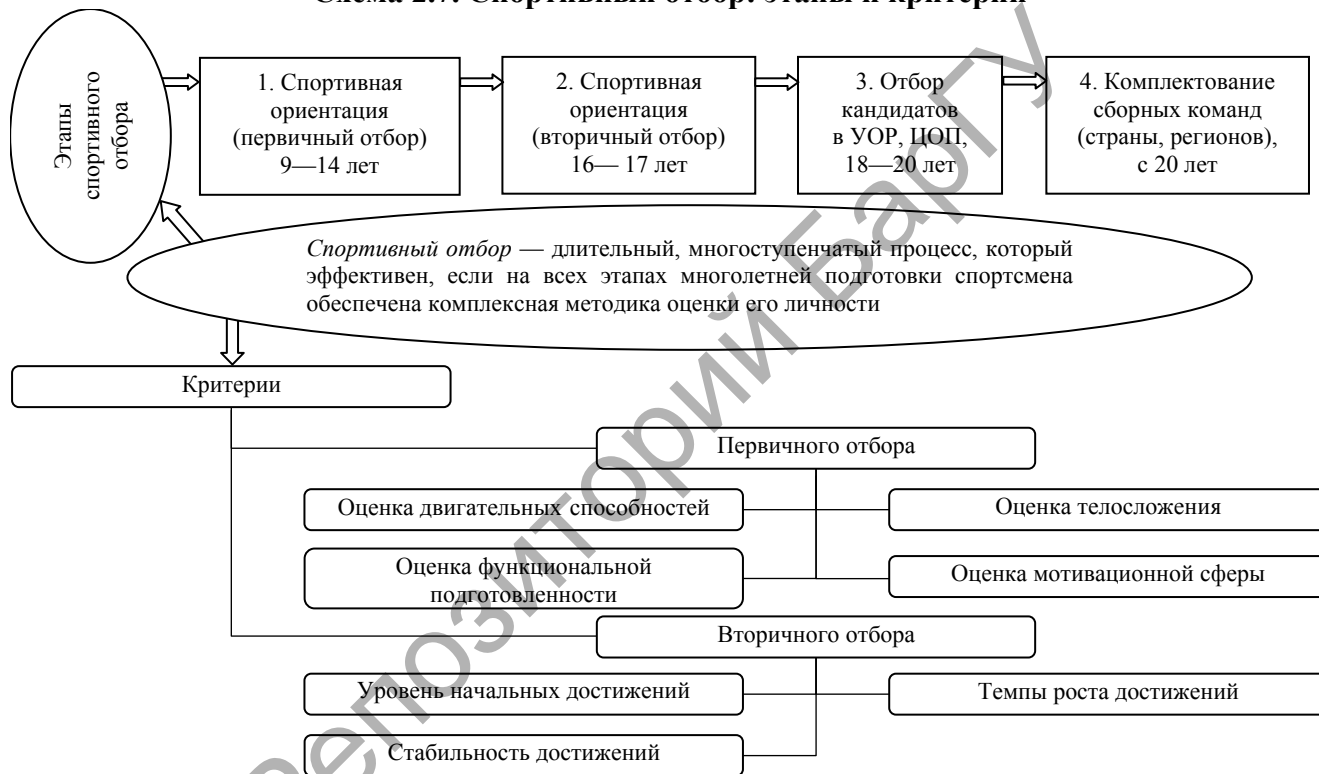 Схема 2.7. Спортивный отбор: этапы и критерии
Этапы
спортивного
отбора
1. Спортивная
ориентация
(первичный отбор)
9—14 лет
2. Спортивная
ориентация
(вторичный отбор)
16— 17 лет
3. Отбор
кандидатов
в УОР, ЦОП,
18—20 лет
4. Комплектование
сборных команд
(страны, регионов),
с 20 лет
Спортивный отбор — длительный, многоступенчатый процесс, который
эффективен, если на всех этапах многолетней подготовки спортсмена
обеспечена комплексная методика оценки его личности
Критерии
Первичного отбора
Оценка двигательных способностей
Оценка телосложения
Оценка функциональной
подготовленности
Оценка мотивационной сферы
Вторичного отбора
Уровень начальных достижений
Темпы роста достижений
Стабильность достижений
Репозиторий БарГУ